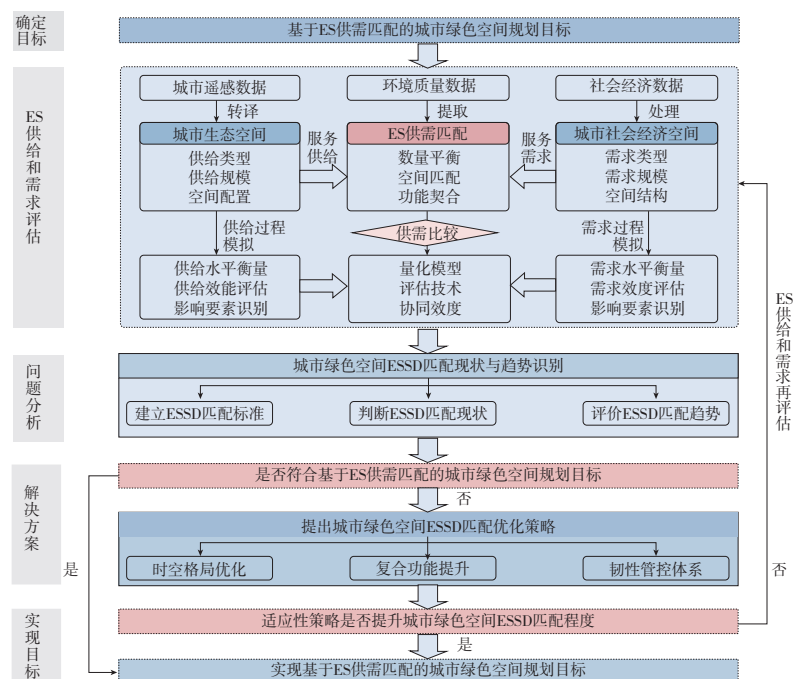 确定
目标
基于ES供需匹配的城市绿色空间规划目标
ES供给和需求评估
城市遥感数据
环境质量数据
社会经济数据
转译
提取
处理
城市生态空间
供给类型
供给规模
空间配置
服务
供给
ES供需匹配
数量平衡
空间匹配
功能契合
服务
需求
城市社会经济空间
需求类型
需求规模
空间结构
供给过程
模拟
供需比较
需求过程
模拟
供给水平衡量
供给效能评估
影响要素识别
量化模型
评估技术
协同效度
需求水平衡量
需求效度评估
影响要素识别
ES供给和需求再评估
问题分析
城市绿色空间ESSD匹配现状与趋势识别
建立ESSD匹配标准
判断ESSD匹配现状
评价ESSD匹配趋势
解决方案
是否符合基于ES供需匹配的城市绿色空间规划目标
否
提出城市绿色空间ESSD匹配优化策略
时空格局优化
复合功能提升
韧性管控体系
是
否
实现目标
适应性策略是否提升城市绿色空间ESSD匹配程度
是
实现基于ES供需匹配的城市绿色空间规划目标